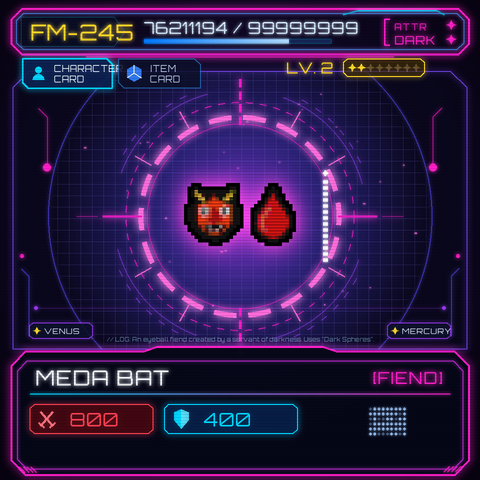 FM-245
76211194 / 99999999
ATTR
DARK
CHARACTER
CARD
ITEM
CARD
LV.2
VENUS
MERCURY
// LOG: An eyeball fiend created by a servant of darkness. Uses "Dark Spheres"
MEDA BAT
[FIEND]
800
400